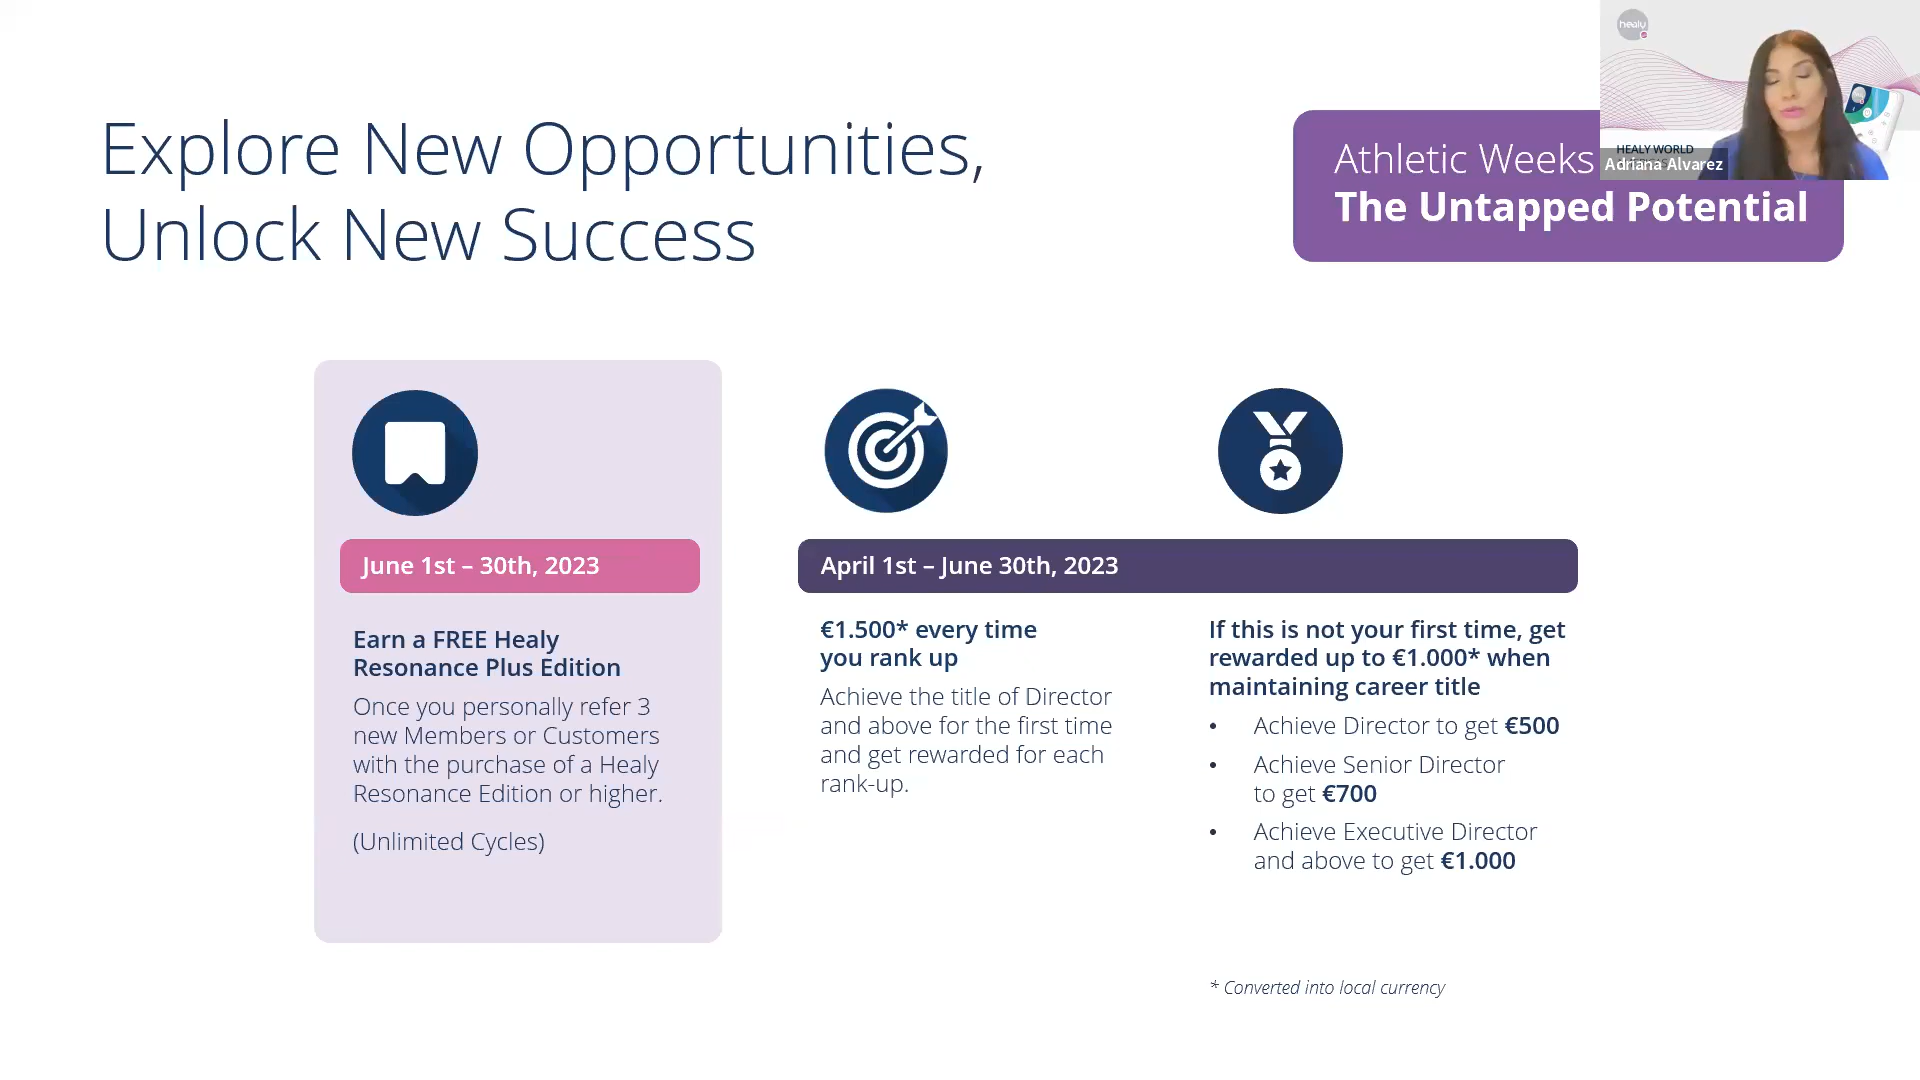 healy
Explore New Opportunities,
Unlock New Success
Athletic Weeks
The Untapped Potential
HEALY WORLD
Adriana Alvarez
June 1st – 30th, 2023
Earn a FREE Healy
Resonance Plus Edition
Once you personally refer 3
new Members or Customers
with the purchase of a Healy
Resonance Edition or higher.
(Unlimited Cycles)
April 1st – June 30th, 2023
€1.500* every time
you rank up
Achieve the title of Director
and above for the first time
and get rewarded for each
rank-up.
If this is not your first time, get
rewarded up to €1.000* when
maintaining career title
• Achieve Director to get €500
• Achieve Senior Director
to get €700
• Achieve Executive Director
and above to get €1.000
* Converted into local currency